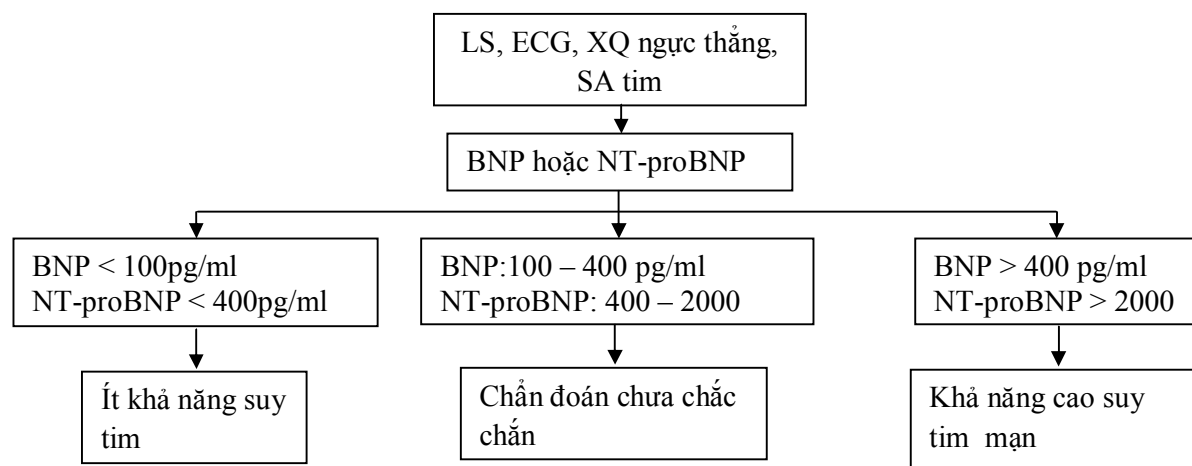 LS, ECG, XQ ngực thẳng,
SA tim
BNP hoặc NT-proBNP
BNP < 100pg/ml
NT-proBNP < 400pg/ml
BNP:100 – 400 pg/ml
NT-proBNP: 400 – 2000
BNP > 400 pg/ml
NT-proBNP > 2000
Ít khả năng suy
tim
Chẩn đoán chưa chắc
chắn
Khả năng cao suy
tim mạn